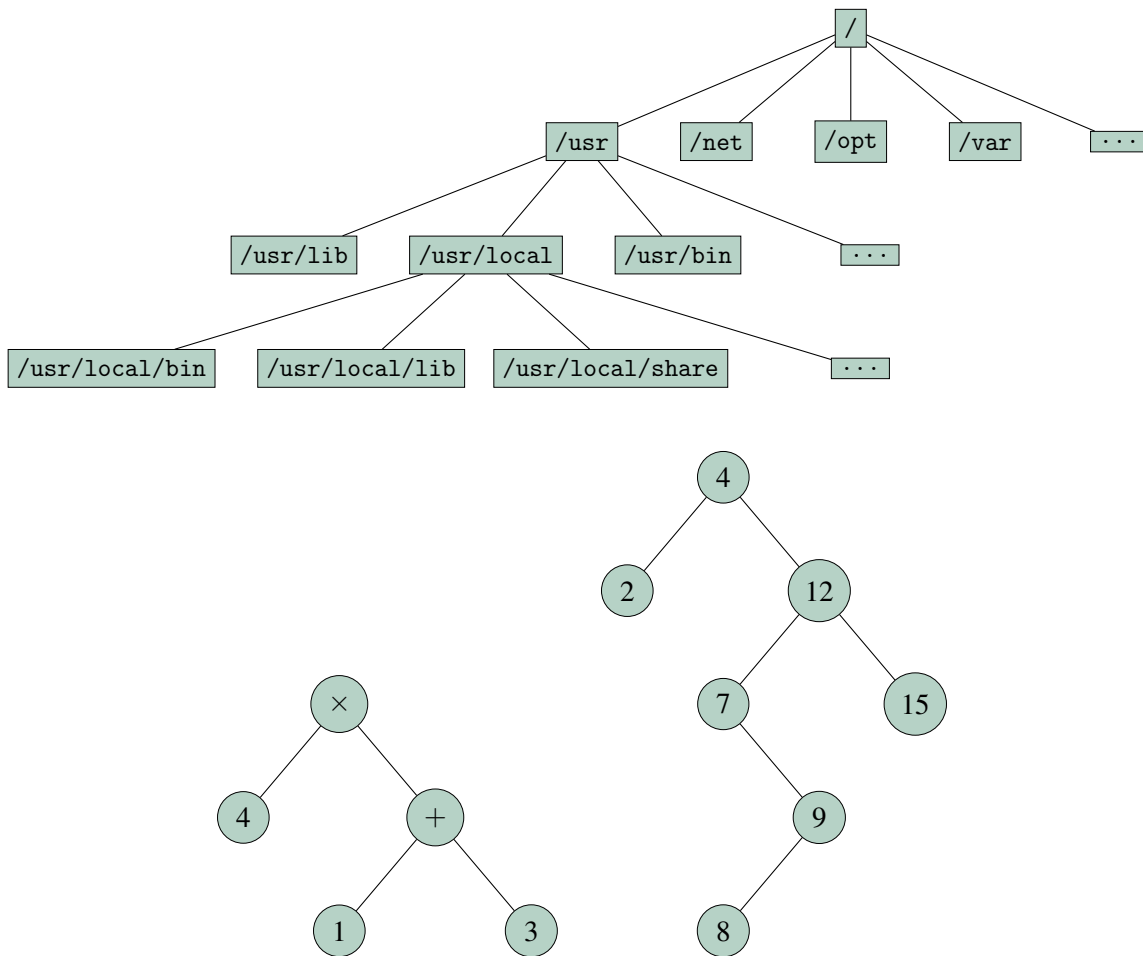 /
/usr /net /opt /var ...
/usr/lib /usr/local /usr/bin ...
/usr/local/bin /usr/local/lib /usr/local/share ...
4
2 12
× 7 15
4 + 9
1 3 8